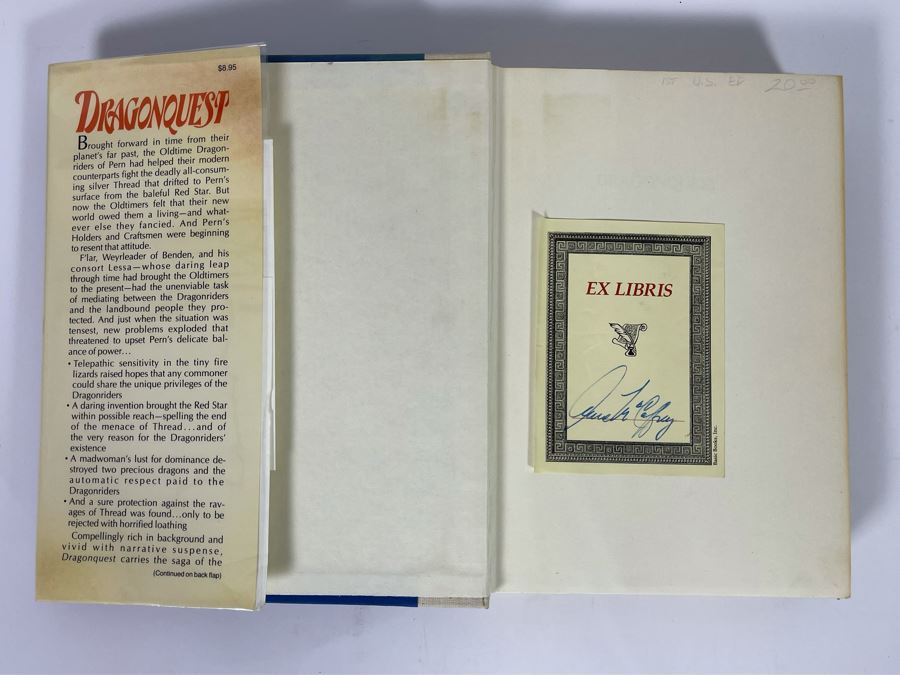 $8.95
DRAGONQUEST
Brought forward in time from their
planet's far past, the Oldtime Dragon-
riders of Pern had helped their modern
counterparts fight the deadly all-consum-
ing silver Thread that drifted to Pern's
surface from the baleful Red Star. But
now the Oldtimers felt that their new
world owed them a living—and what-
ever else they fancied. And Pern's
Holders and Craftsmen were beginning
to resent that attitude.
F'lar, Weyrleader of Benden, and his
consort Lessa—whose daring leap
through time had brought the Oldtimers
to the present—had the unenviable task
of mediating between the Dragonriders
and the landbound people they pro-
tected. And just when the situation was
tensest, new problems exploded that
threatened to upset Pern's delicate bal-
ance of power...
• Telepathic sensitivity in the tiny fire
lizards raised hopes that any commoner
could share the unique privileges of the
Dragonriders
• A daring invention brought the Red Star
within possible reach—spelling the end
of the menace of Thread...and of
the very reason for the Dragonriders'
existence
• A madwoman's lust for dominance de-
stroyed two precious dragons and the
automatic respect paid to the
Dragonriders
• And a sure protection against the rav-
ages of Thread was found...only to be
rejected with horrified loathing
Compellingly rich in background and
vivid with narrative suspense,
Dragonquest carries the saga of the
(Continued on back flap)
1ST U.S. ED 20.00
EX LIBRIS
Anne McCaffrey
Basic Books, Inc.